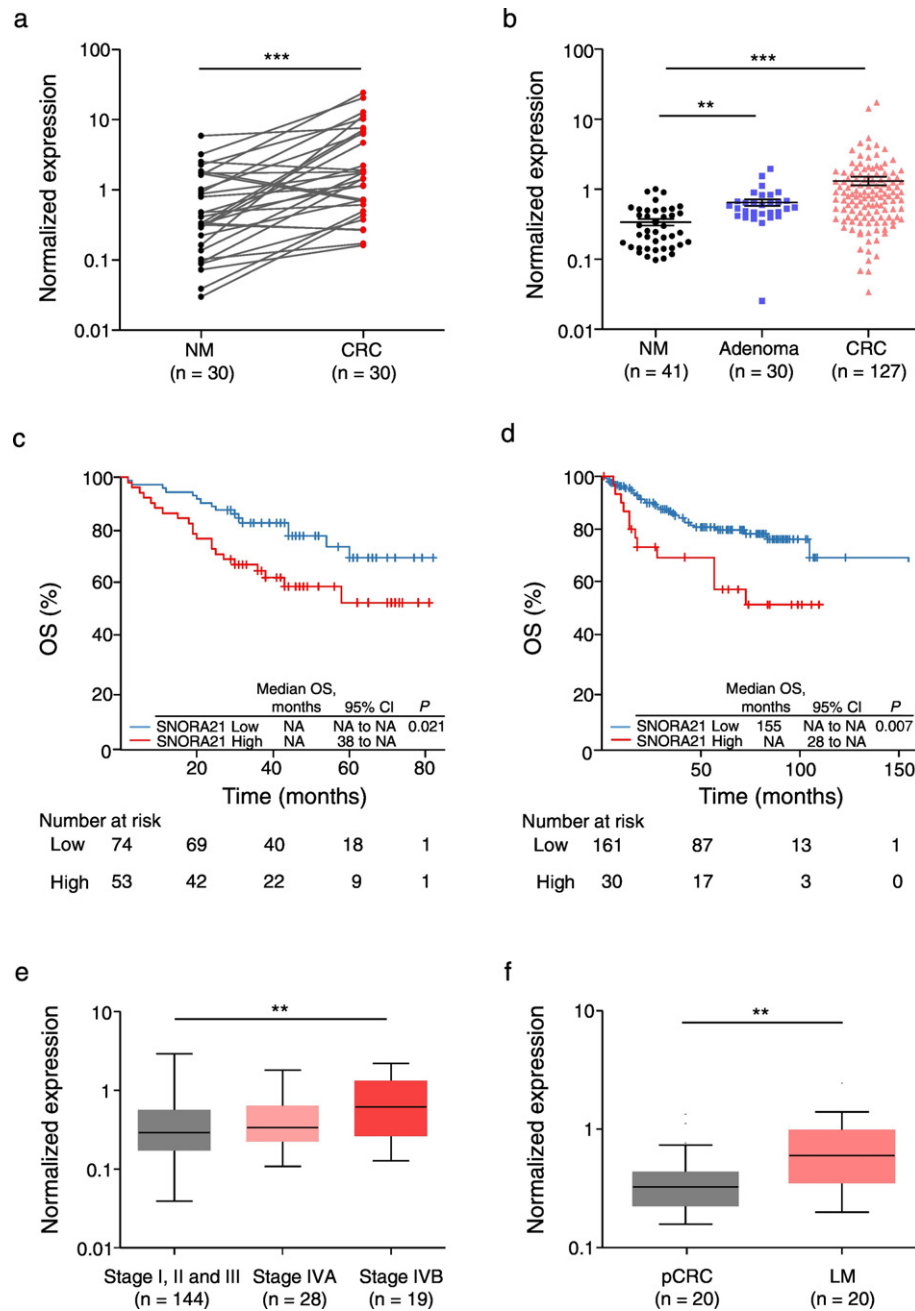 a
b
***
Normalized expression
100
10
1
0.1
0.01
NM
(n = 30)
CRC
(n = 30)
***
**
Normalized expression
100
10
1
0.1
0.01
NM
(n = 41)
Adenoma
(n = 30)
CRC
(n = 127)
c
d
OS (%)
100
80
60
40
20
0
Median OS, months 95% CI P
SNORA21 Low NA NA to NA 0.021
SNORA21 High NA 38 to NA
20 40 60 80
Time (months)
Number at risk
Low 74 69 40 18 1
High 53 42 22 9 1
OS (%)
100
80
60
40
20
0
Median OS, months 95% CI P
SNORA21 Low 155 NA to NA 0.007
SNORA21 High NA 28 to NA
50 100 150
Time (months)
Number at risk
Low 161 87 13 1
High 30 17 3 0
e
f
**
Normalized expression
10
1
0.1
0.01
Stage I, II and III
(n = 144)
Stage IVA
(n = 28)
Stage IVB
(n = 19)
**
Normalized expression
10
1
0.1
pCRC
(n = 20)
LM
(n = 20)